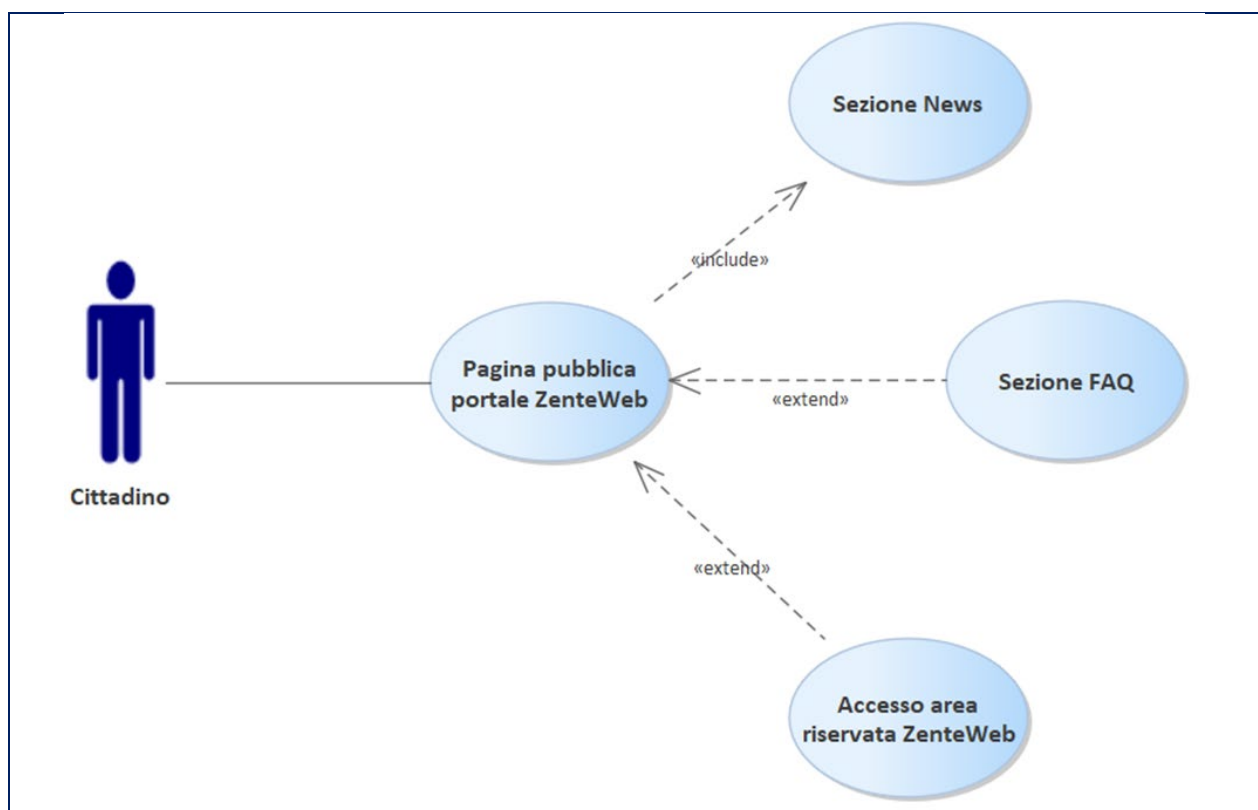 Sezione News
«include»
Pagina pubblica
portale ZenteWeb
«extend»
Sezione FAQ
Cittadino
«extend»
Accesso area
riservata ZenteWeb